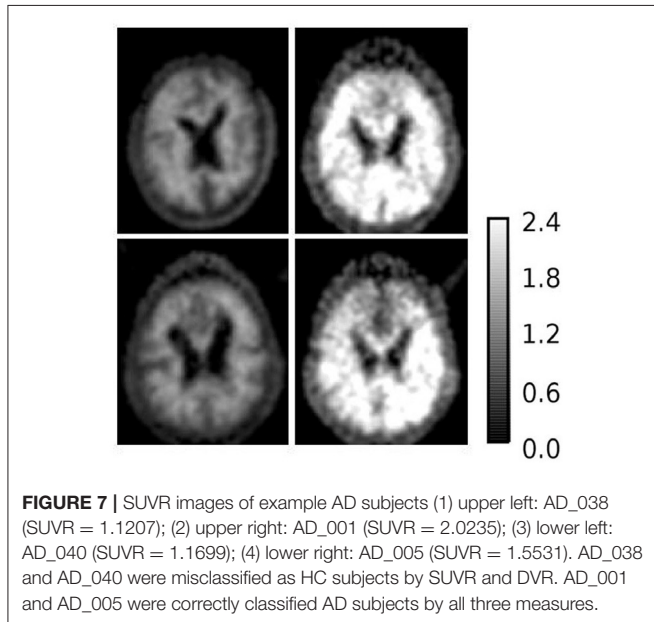 2.4
1.8
1.2
0.6
0.0
FIGURE 7 | SUVR images of example AD subjects (1) upper left: AD_038
(SUVR = 1.1207); (2) upper right: AD_001 (SUVR = 2.0235); (3) lower left:
AD_040 (SUVR = 1.1699); (4) lower right: AD_005 (SUVR = 1.5531). AD_038
and AD_040 were misclassified as HC subjects by SUVR and DVR. AD_001
and AD_005 were correctly classified AD subjects by all three measures.